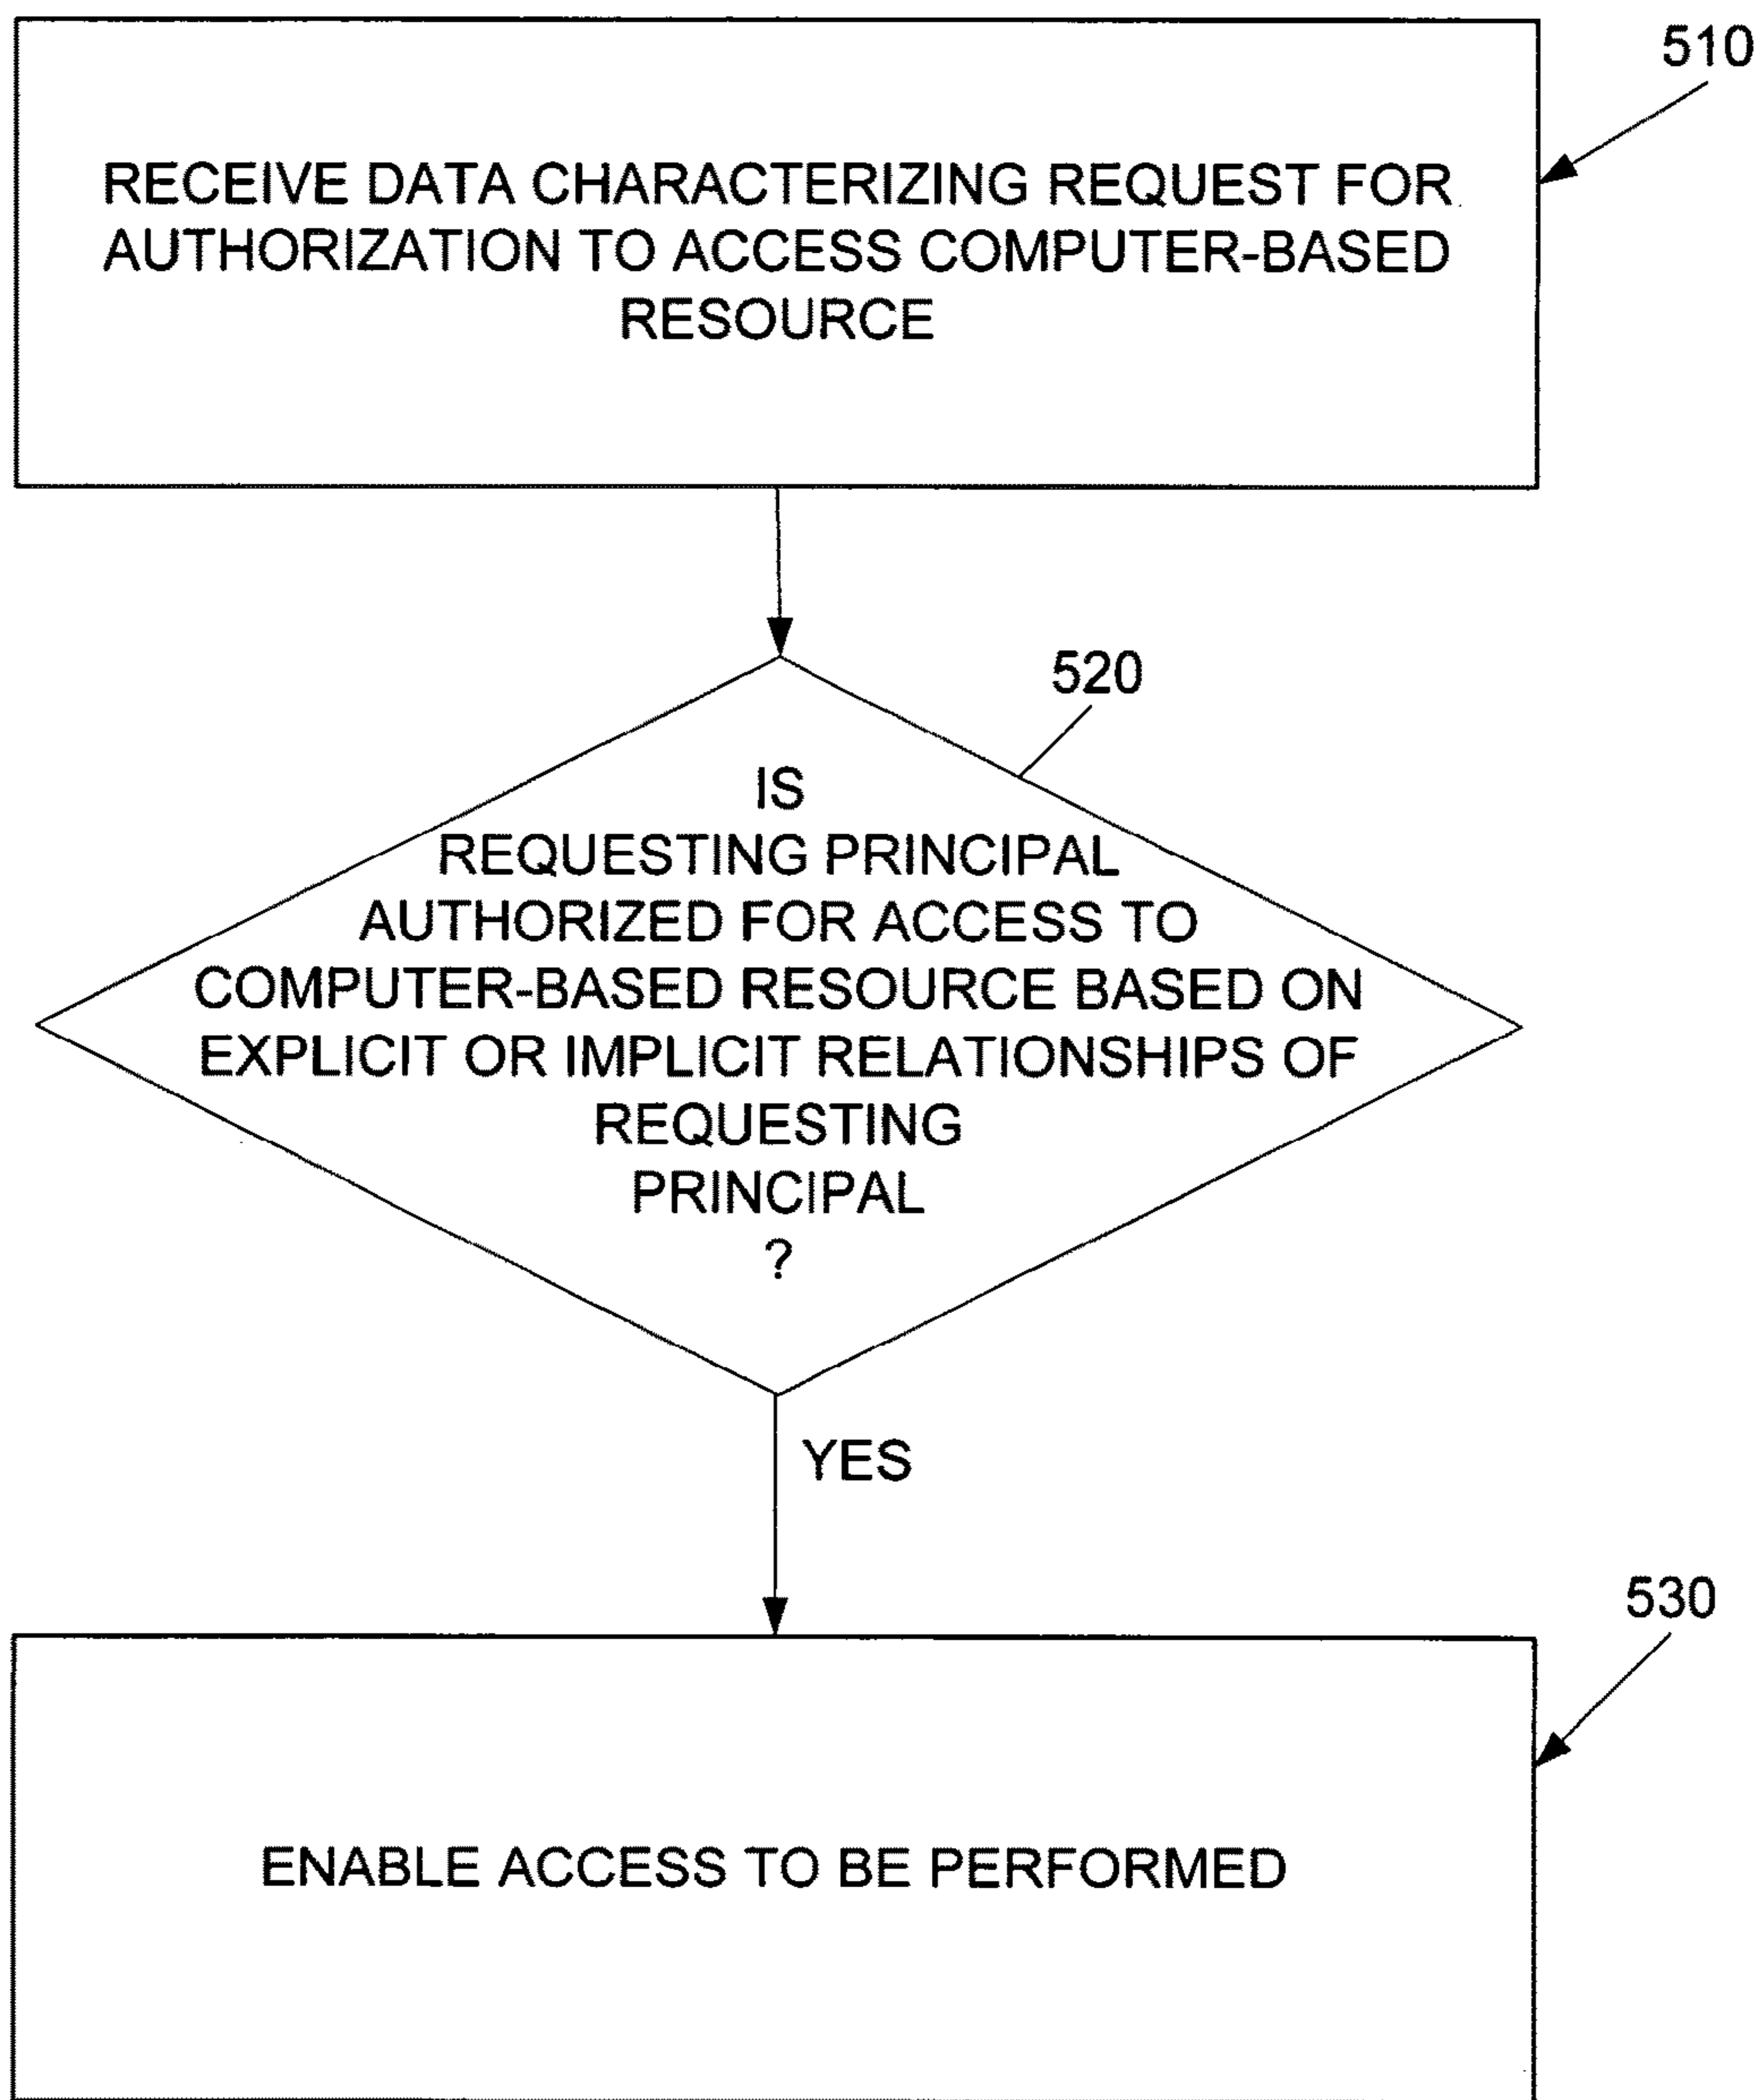 510
RECEIVE DATA CHARACTERIZING REQUEST FOR
AUTHORIZATION TO ACCESS COMPUTER-BASED
RESOURCE
520
IS
REQUESTING PRINCIPAL
AUTHORIZED FOR ACCESS TO
COMPUTER-BASED RESOURCE BASED ON
EXPLICIT OR IMPLICIT RELATIONSHIPS OF
REQUESTING
PRINCIPAL
?
YES
530
ENABLE ACCESS TO BE PERFORMED